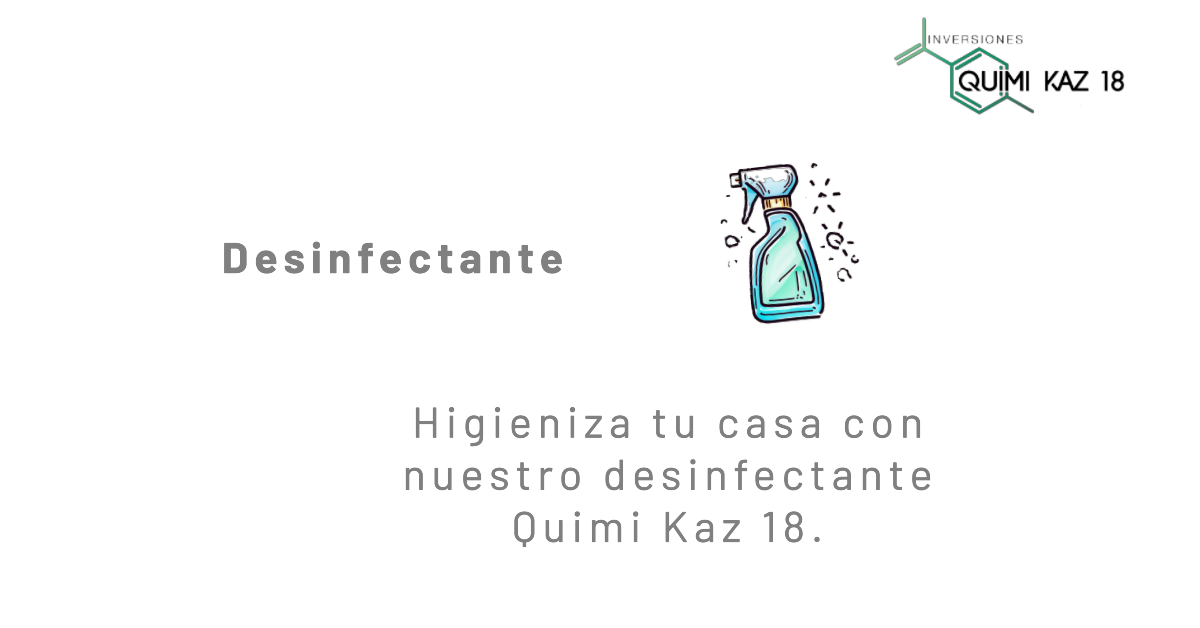 INVERSIONES
QUIMI KAZ 18
Desinfectante
Higieniza tu casa con
nuestro desinfectante
Quimi Kaz 18.